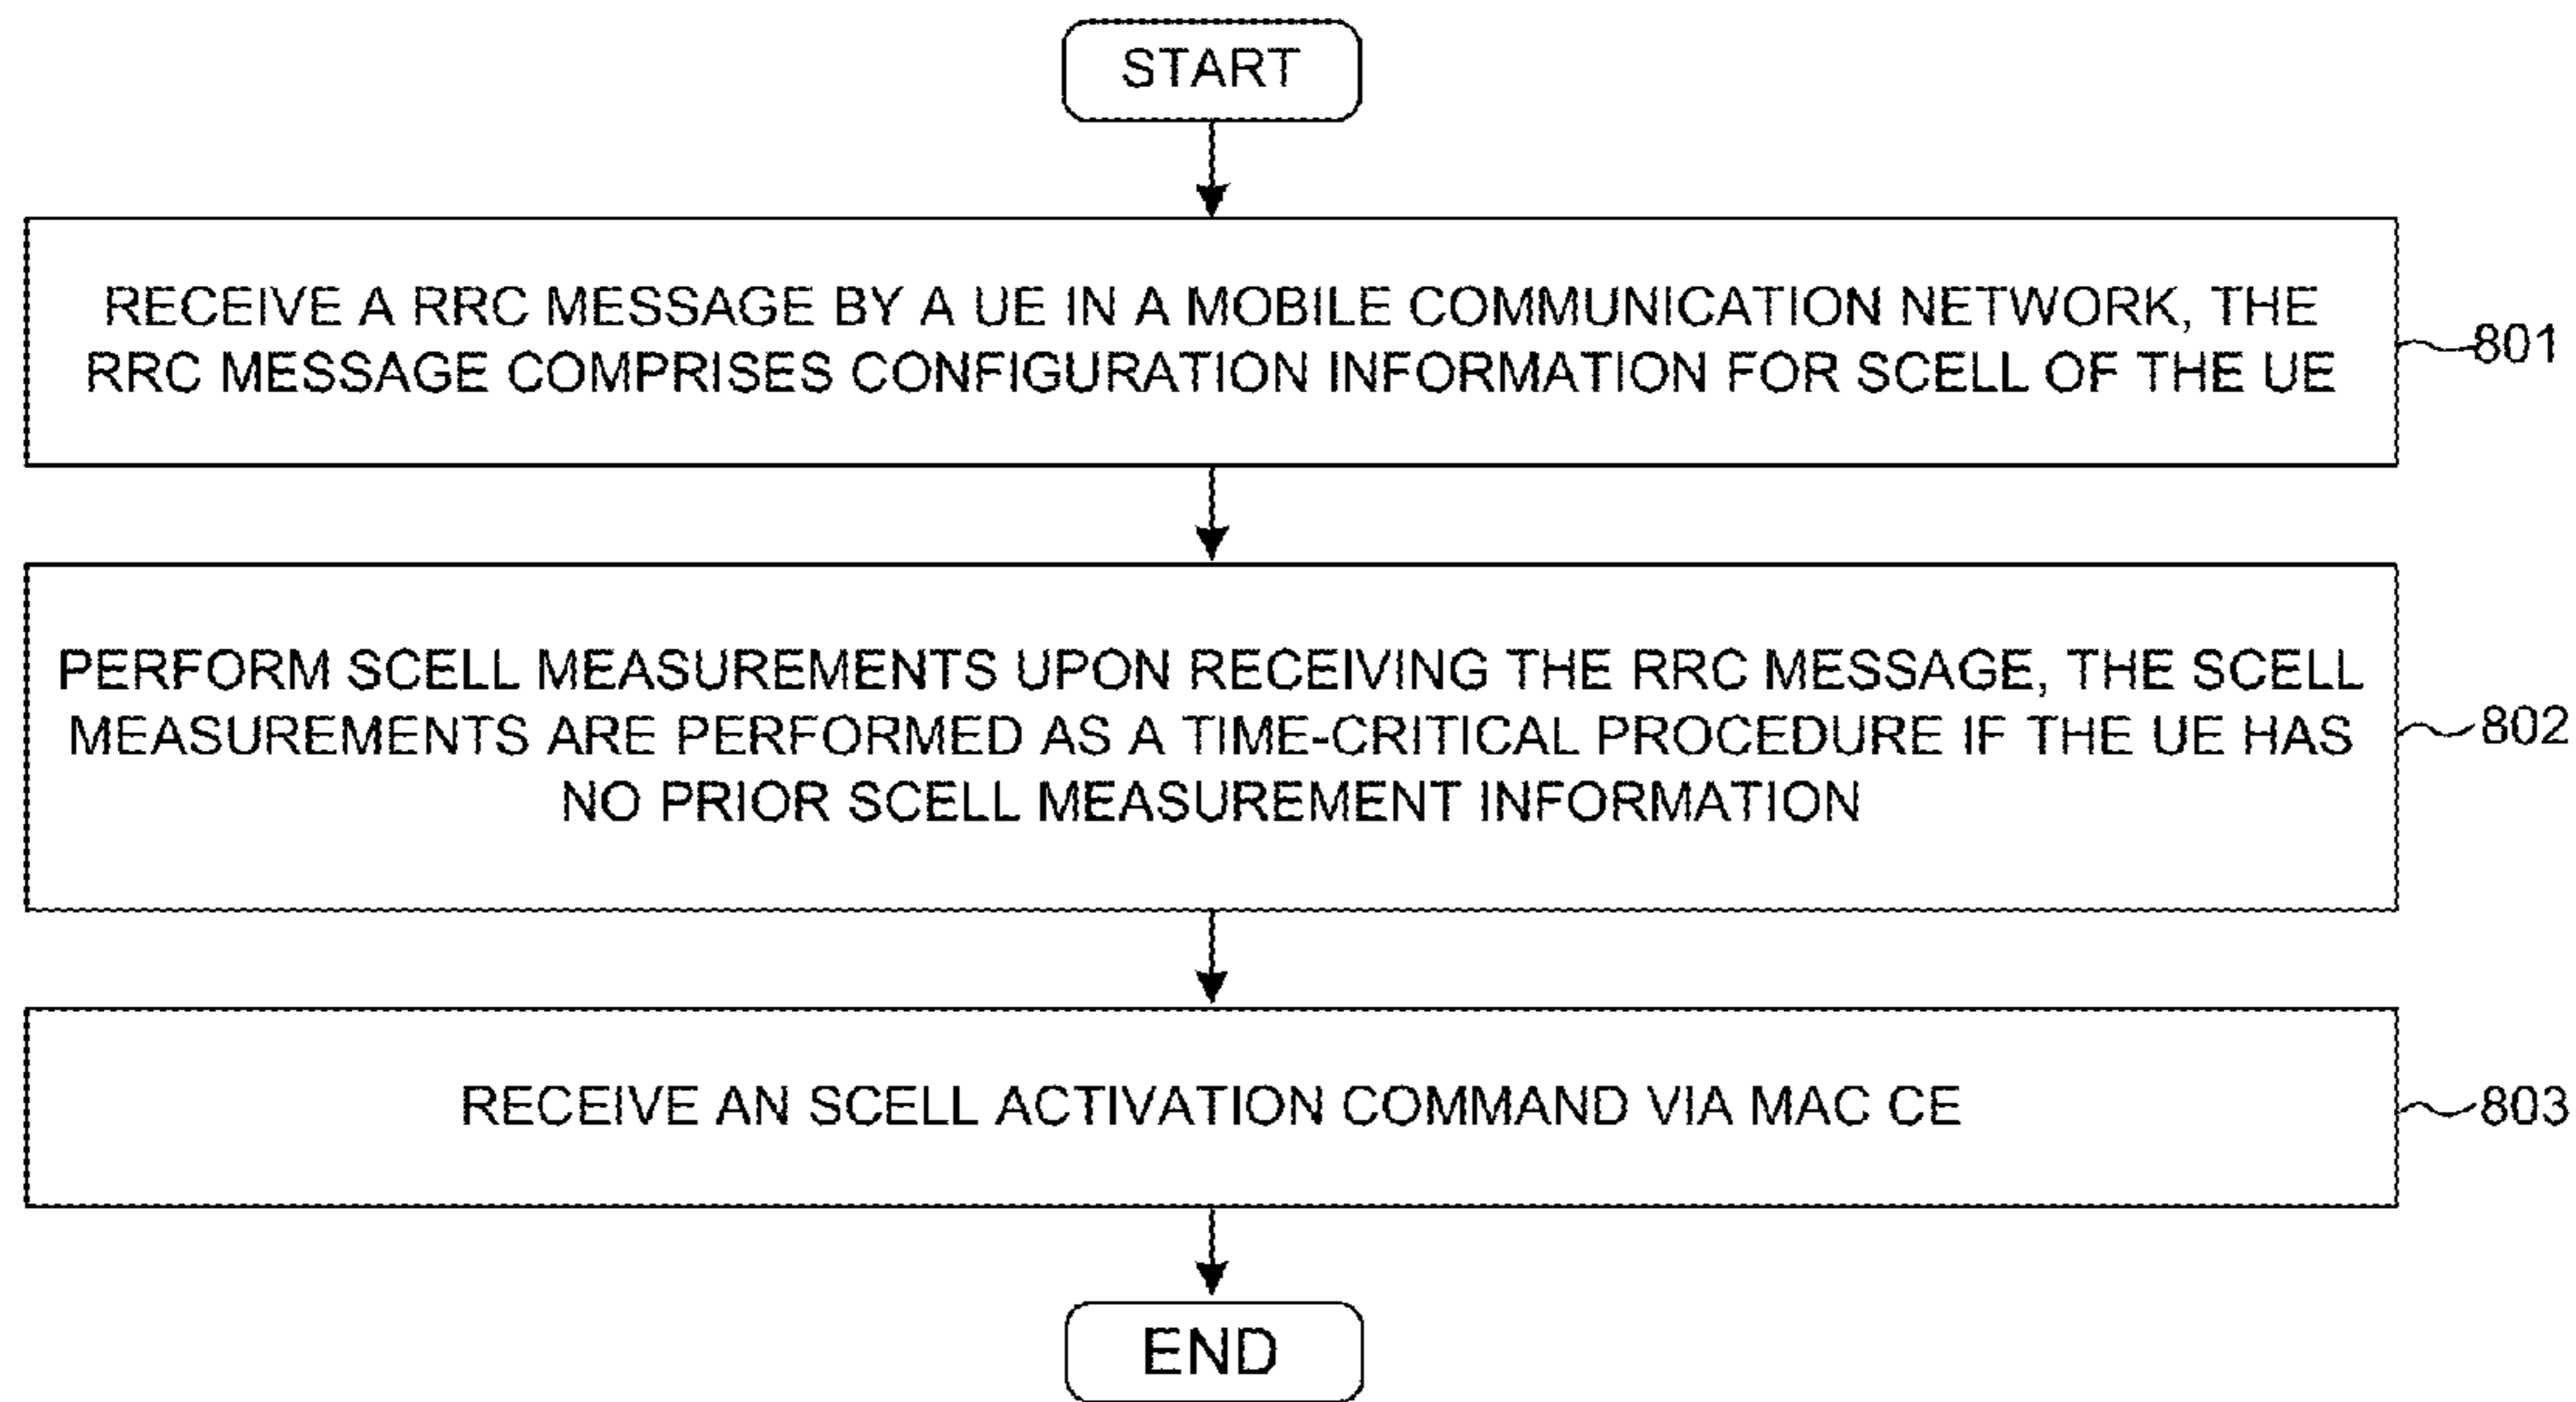 START
RECEIVE A RRC MESSAGE BY A UE IN A MOBILE COMMUNICATION NETWORK, THE
RRC MESSAGE COMPRISES CONFIGURATION INFORMATION FOR SCELL OF THE UE
801
PERFORM SCELL MEASUREMENTS UPON RECEIVING THE RRC MESSAGE, THE SCELL
MEASUREMENTS ARE PERFORMED AS A TIME-CRITICAL PROCEDURE IF THE UE HAS
NO PRIOR SCELL MEASUREMENT INFORMATION
802
RECEIVE AN SCELL ACTIVATION COMMAND VIA MAC CE
803
END